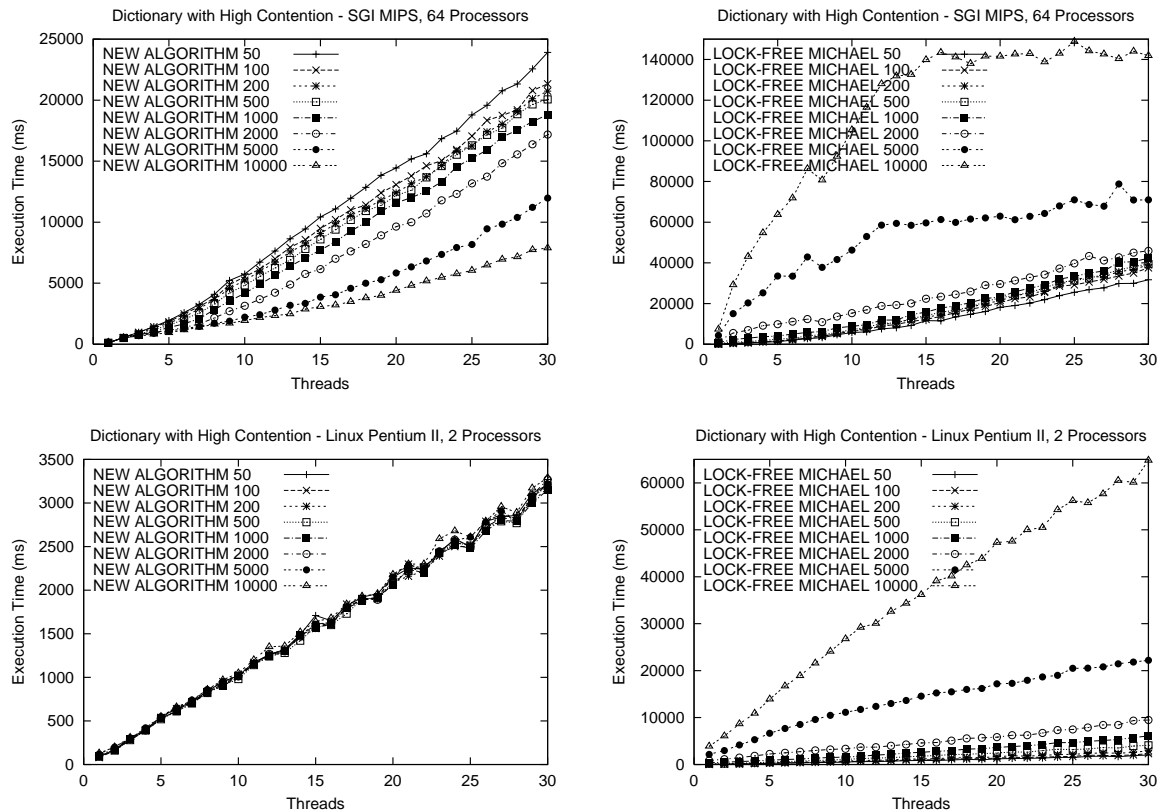 Dictionary with High Contention - SGI MIPS, 64 Processors
25000
20000
15000
10000
5000
0
Execution Time (ms)
NEW ALGORITHM 50
NEW ALGORITHM 100
NEW ALGORITHM 200
NEW ALGORITHM 500
NEW ALGORITHM 1000
NEW ALGORITHM 2000
NEW ALGORITHM 5000
NEW ALGORITHM 10000
0 5 10 15 20 25 30
Threads
Dictionary with High Contention - SGI MIPS, 64 Processors
140000
120000
100000
80000
60000
40000
20000
0
Execution Time (ms)
LOCK-FREE MICHAEL 50
LOCK-FREE MICHAEL 100
LOCK-FREE MICHAEL 200
LOCK-FREE MICHAEL 500
LOCK-FREE MICHAEL 1000
LOCK-FREE MICHAEL 2000
LOCK-FREE MICHAEL 5000
LOCK-FREE MICHAEL 10000
0 5 10 15 20 25 30
Threads
Dictionary with High Contention - Linux Pentium II, 2 Processors
3500
3000
2500
2000
1500
1000
500
0
Execution Time (ms)
NEW ALGORITHM 50
NEW ALGORITHM 100
NEW ALGORITHM 200
NEW ALGORITHM 500
NEW ALGORITHM 1000
NEW ALGORITHM 2000
NEW ALGORITHM 5000
NEW ALGORITHM 10000
0 5 10 15 20 25 30
Threads
Dictionary with High Contention - Linux Pentium II, 2 Processors
60000
50000
40000
30000
20000
10000
0
Execution Time (ms)
LOCK-FREE MICHAEL 50
LOCK-FREE MICHAEL 100
LOCK-FREE MICHAEL 200
LOCK-FREE MICHAEL 500
LOCK-FREE MICHAEL 1000
LOCK-FREE MICHAEL 2000
LOCK-FREE MICHAEL 5000
LOCK-FREE MICHAEL 10000
0 5 10 15 20 25 30
Threads